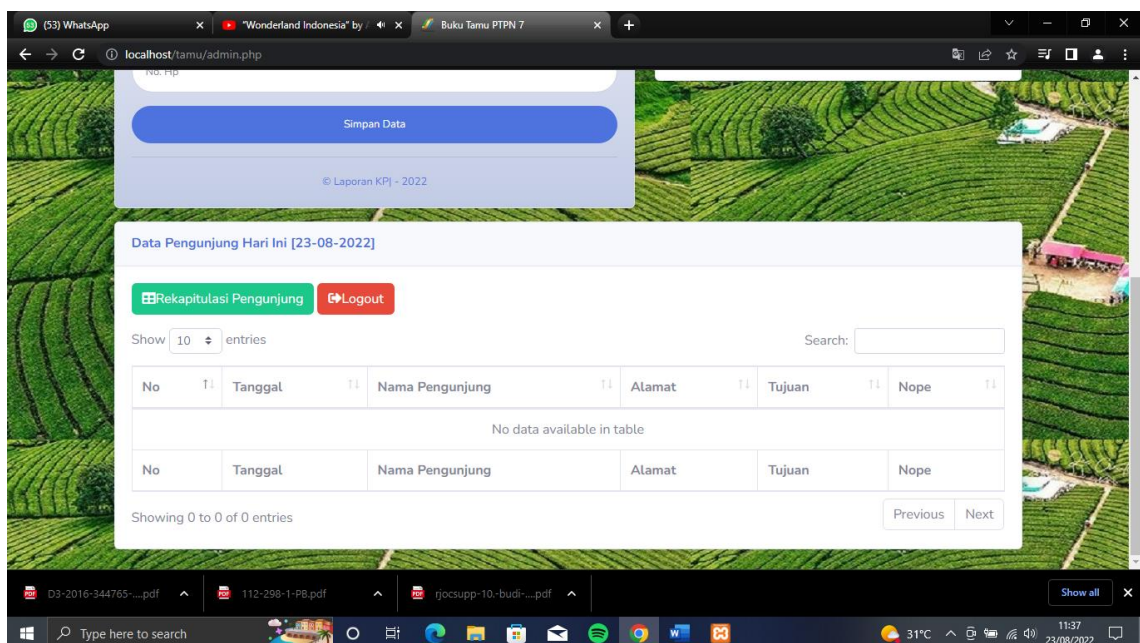 (53) WhatsApp
"Wonderland Indonesia" by
Buku Tamu PTPN 7
localhost/tamu/admin.php
No. Hp
Simpan Data
© Laporan KPJ - 2022
Data Pengunjung Hari Ini [23-08-2022]
Rekapitulasi Pengunjung Logout
Show 10 entries Search:
No Tanggal Nama Pengunjung Alamat Tujuan Nope
No data available in table
No Tanggal Nama Pengunjung Alamat Tujuan Nope
Showing 0 to 0 of 0 entries Previous Next
D3-2016-344765-....pdf 112-298-1-PB.pdf rjocsupp-10.-budi-....pdf Show all
Type here to search 31°C 11:37
23/08/2022